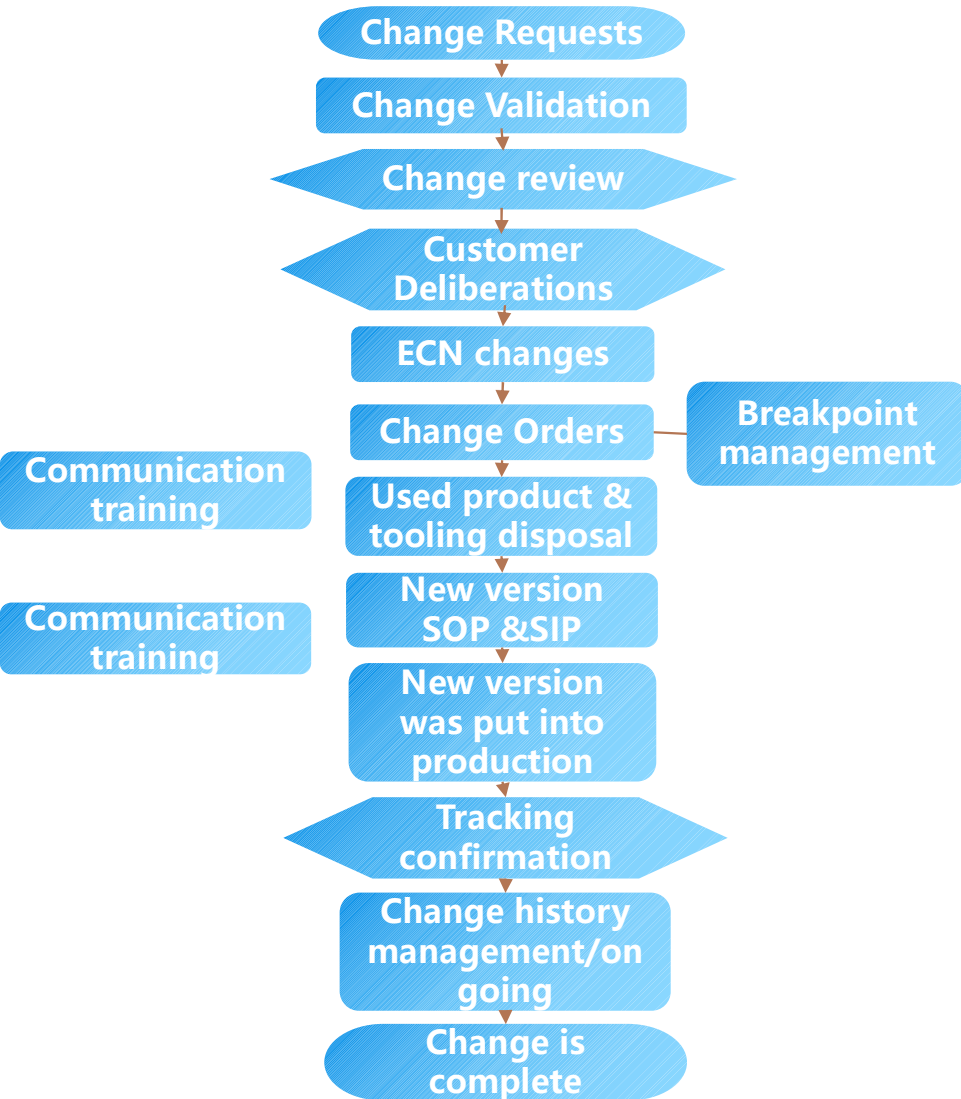 Change Requests
Change Validation
Change review
Customer
Deliberations
ECN changes
Change Orders
Breakpoint
management
Communication
training
Used product &
tooling disposal
New version
SOP &SIP
Communication
training
New version
was put into
production
Tracking
confirmation
Change history
management/on
going
Change is
complete